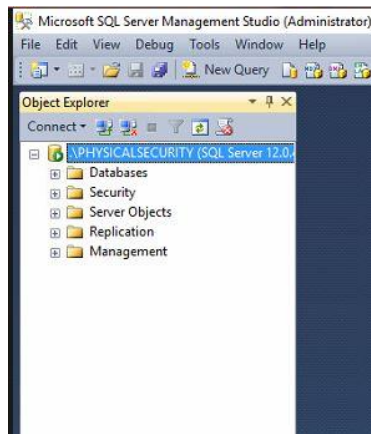 Microsoft SQL Server Management Studio (Administrator)
File Edit View Debug Tools Window Help
New Query
Object Explorer
Connect
.\PHYSICALSECURITY (SQL Server 12.0.
Databases
Security
Server Objects
Replication
Management